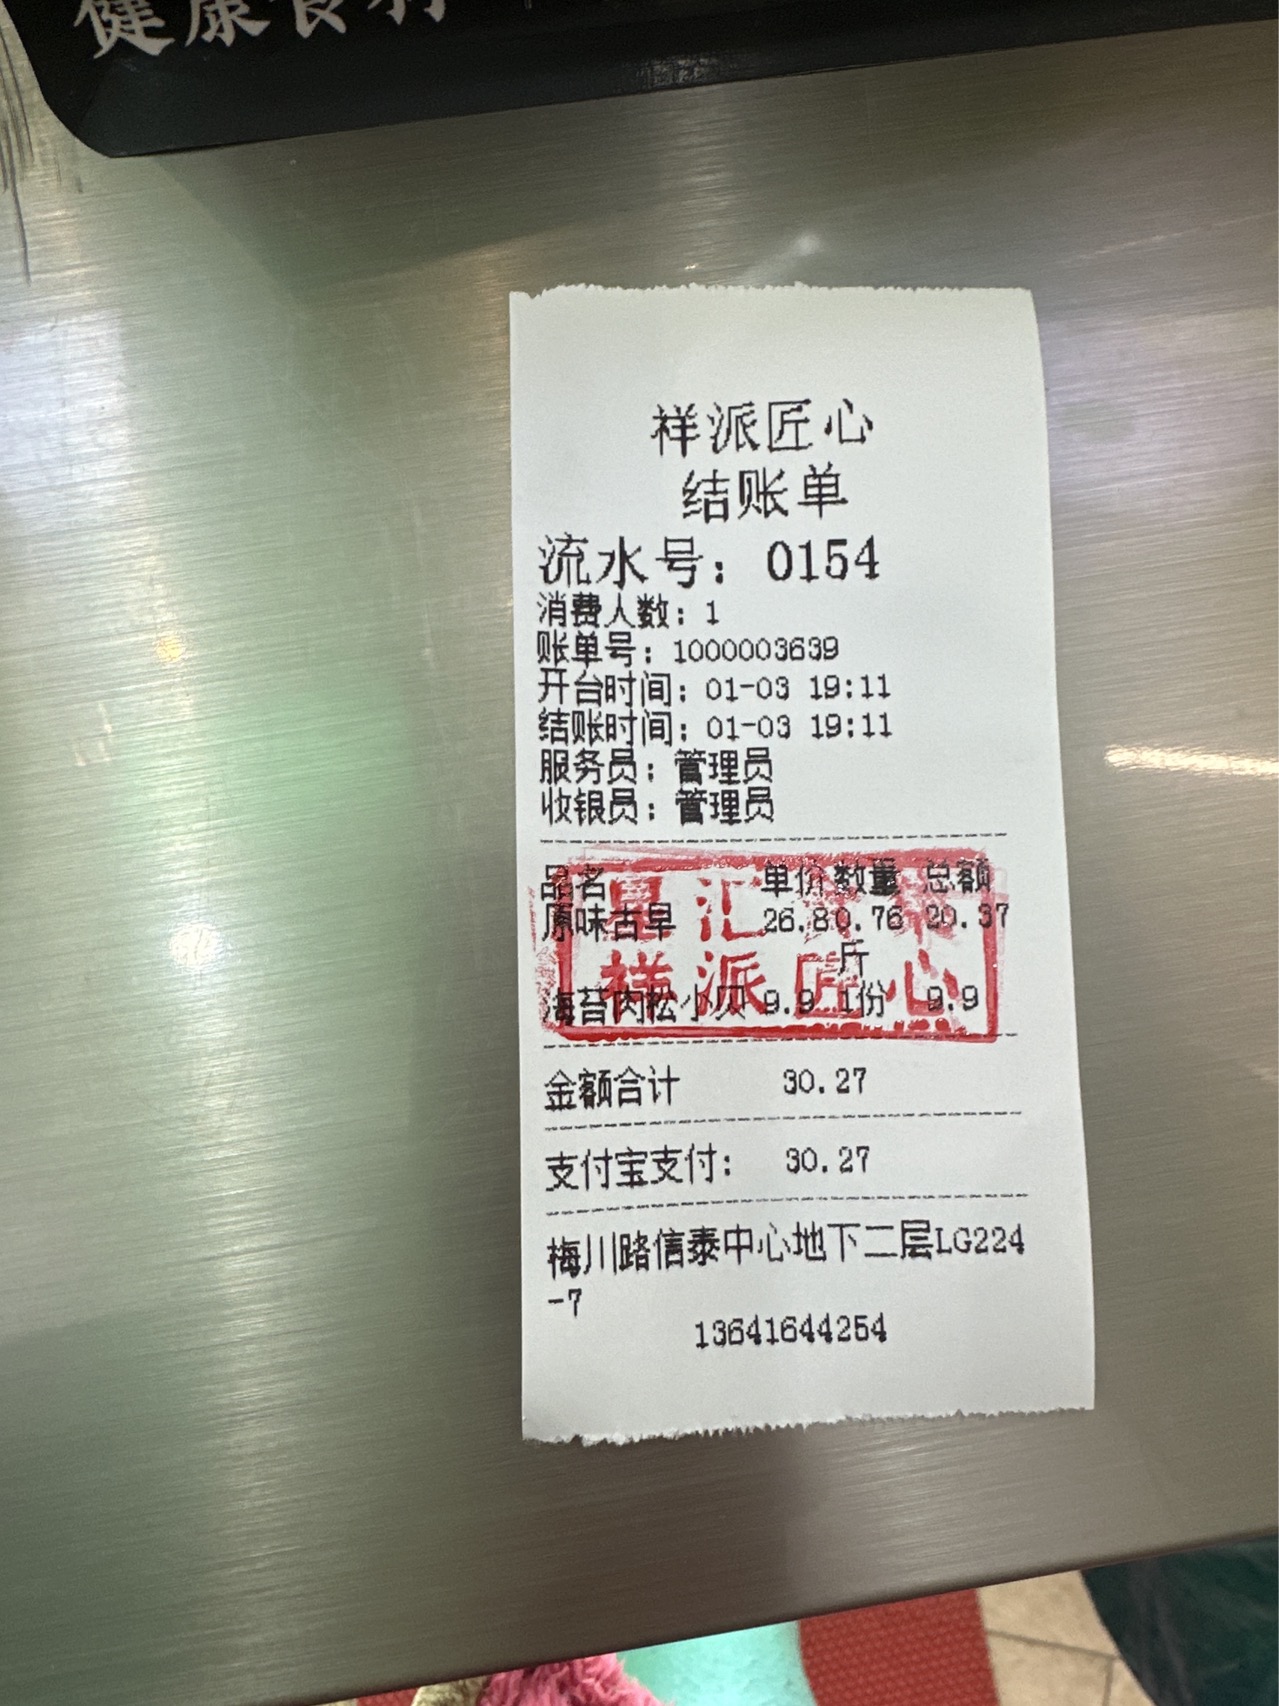 健康食材
祥派匠心
结账单
流水号：0154
消费人数：1
账单号：1000003639
开台时间：01-03 19:11
结账时间：01-03 19:11
服务员：管理员
收银员：管理员
品名 单价 数量 总额
原味古早 26.8 0.76 20.37
斤
海苔肉松小贝 9.9 1份 9.9
星汇
祥派匠心
金额合计 30.27
支付宝支付： 30.27
梅川路信泰中心地下二层LG224
-7
13641644254